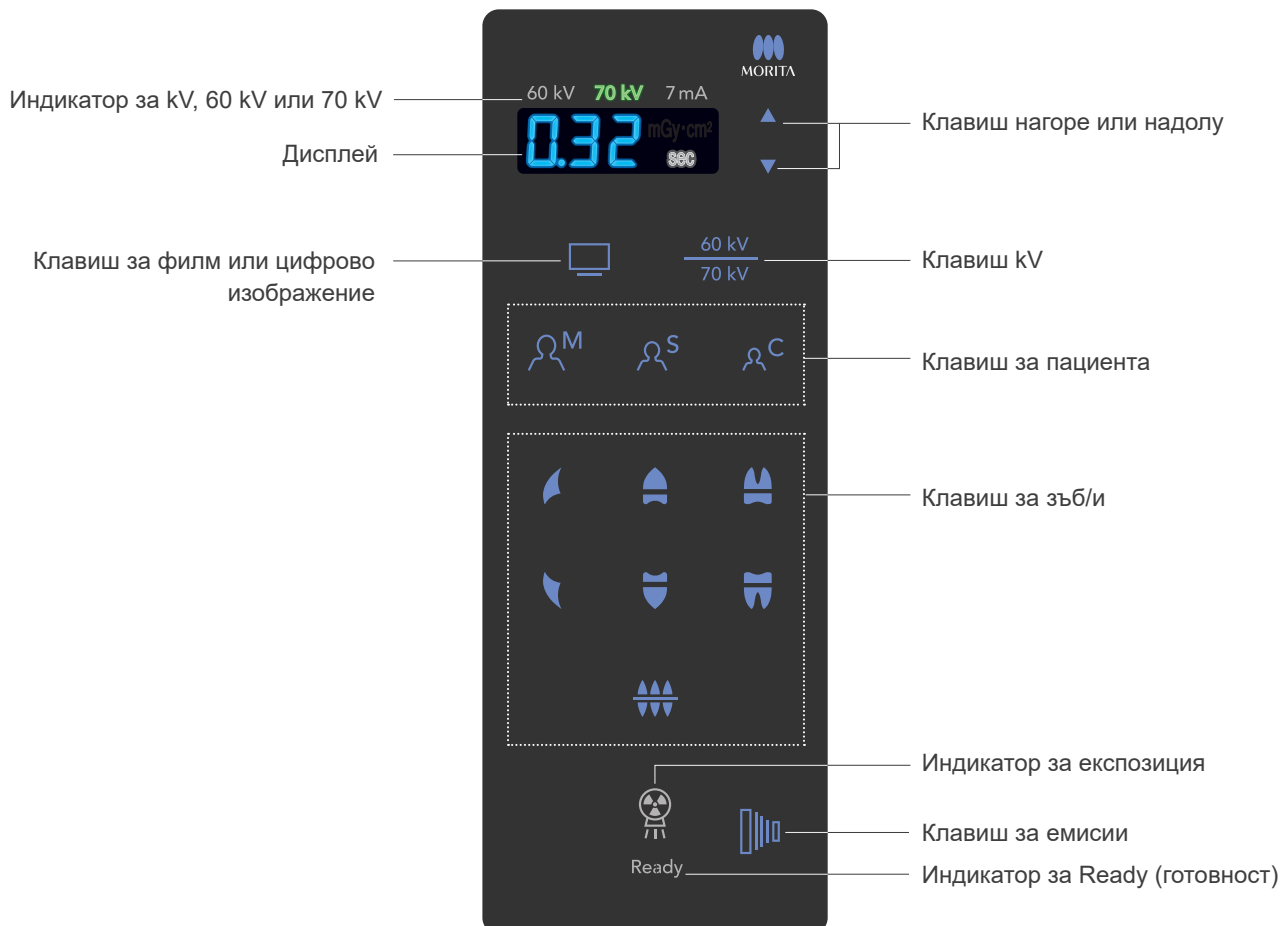 MORITA
Индикатор за kV, 60 kV или 70 kV
60 kV 70 kV 7 mA
Клавиш нагоре или надолу
0.32 mGy·cm²
sec
Дисплей
Клавиш за филм или цифрово
изображение
60 kV
70 kV
Клавиш kV
M S C
Клавиш за пациента
Клавиш за зъб/и
Индикатор за експозиция
Клавиш за емисии
Ready
Индикатор за Ready (готовност)